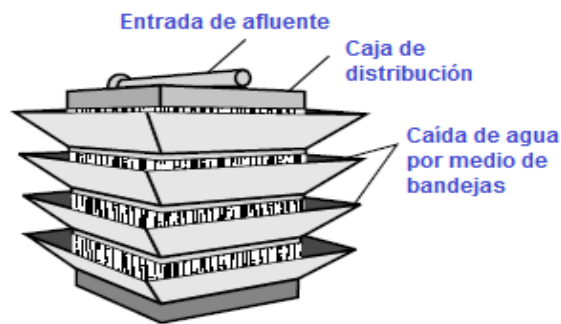 Entrada de afluente
Caja de
distribución
Caída de agua
por medio de
bandejas